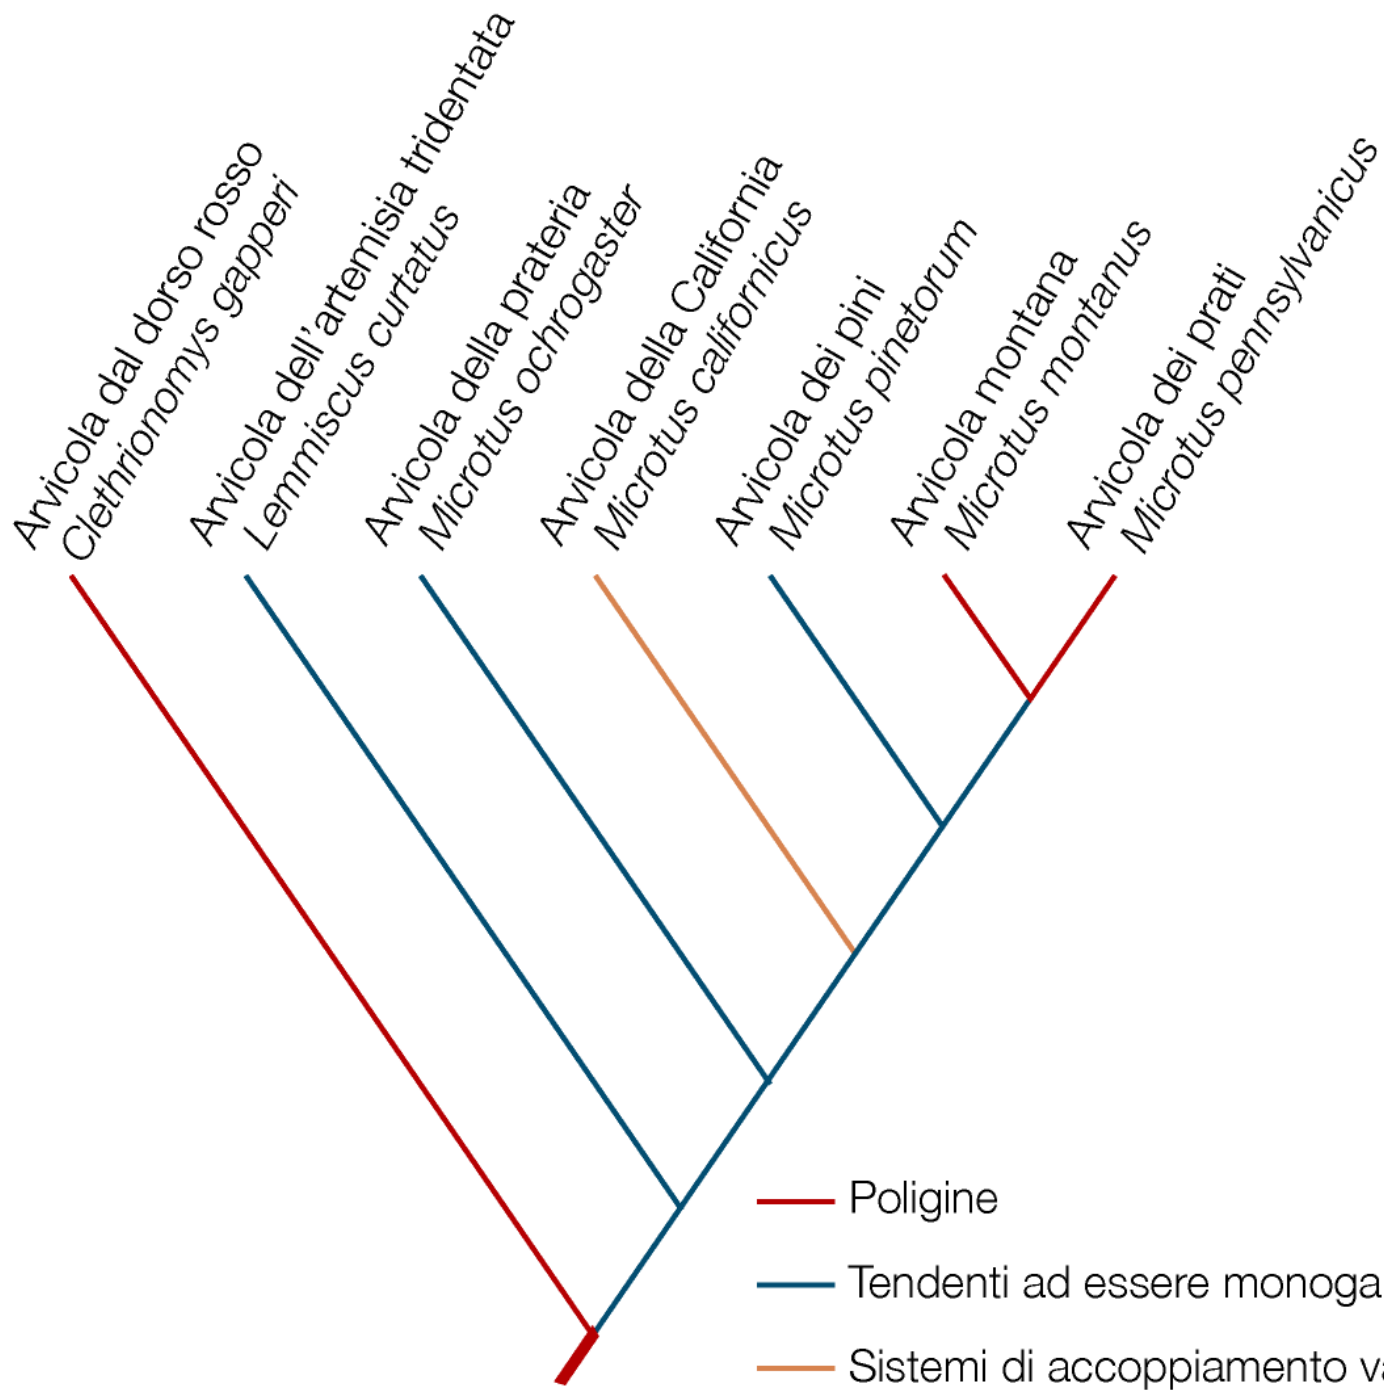 Arvicola dal dorso rosso
Clethrionomys gapperi
Arvicola dell'artemisia tridentata
Lemmiscus curtatus
Arvicola della prateria
Microtus ochrogaster
Arvicola della California
Microtus californicus
Arvicola dei pini
Microtus pinetorum
Arvicola montana
Microtus montanus
Arvicola dei prati
Microtus pennsylvanicus
Poligine
Tendenti ad essere monoga
Sistemi di accoppiamento va